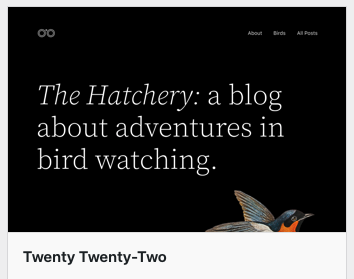 About Birds All Posts
The Hatchery: a blog
about adventures in
bird watching.
Twenty Twenty-Two